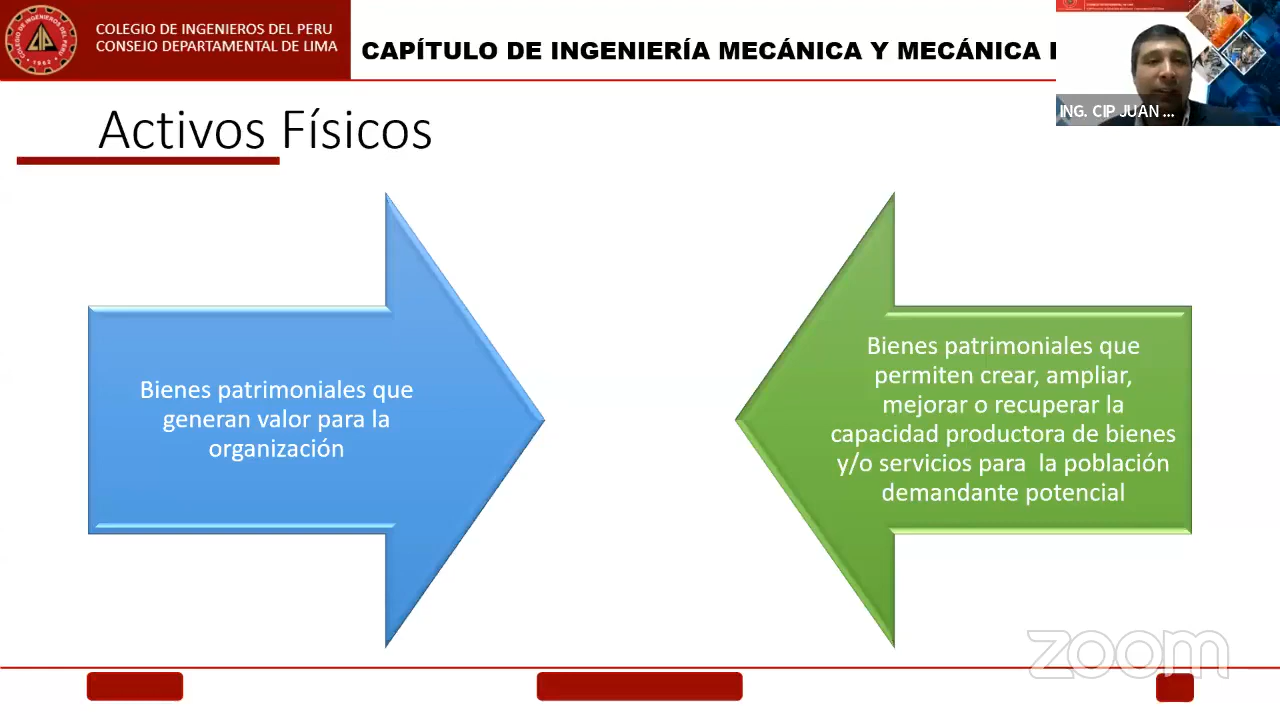 COLEGIO DE INGENIEROS DEL PERU
CONSEJO DEPARTAMENTAL DE LIMA
CAPÍTULO DE INGENIERÍA MECÁNICA Y MECÁNICA
ING. CIP JUAN ...
Activos Físicos
Bienes patrimoniales que
generan valor para la
organización
Bienes patrimoniales que
permiten crear, ampliar,
mejorar o recuperar la
capacidad productora de bienes
y/o servicios para la población
demandante potencial
zoom